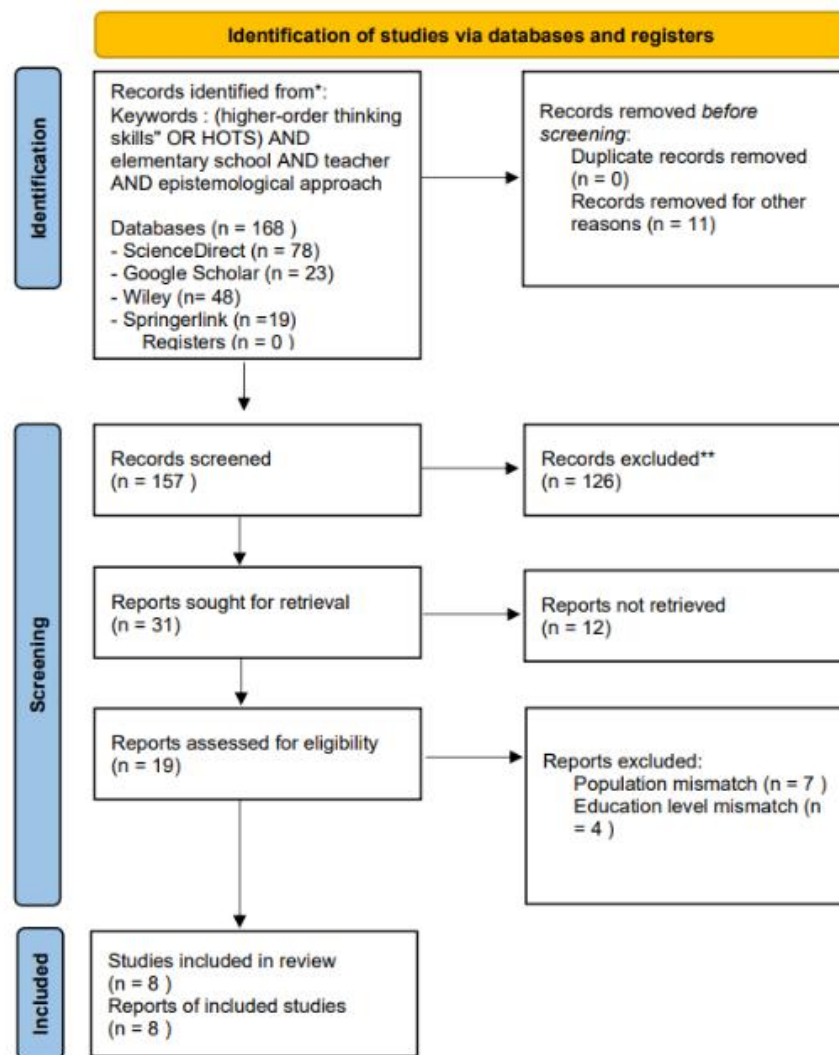 Identification of studies via databases and registers
Identification
Records identified from*:
Keywords : (higher-order thinking
skills" OR HOTS) AND
elementary school AND teacher
AND epistemological approach
Databases (n = 168 )
- ScienceDirect (n = 78)
- Google Scholar (n = 23)
- Wiley (n= 48)
- Springerlink (n =19)
Registers (n = 0 )
Records removed before
screening:
Duplicate records removed
(n = 0)
Records removed for other
reasons (n = 11)
Screening
Records screened
(n = 157 )
Records excluded**
(n = 126)
Reports sought for retrieval
(n = 31)
Reports not retrieved
(n = 12)
Reports assessed for eligibility
(n = 19)
Reports excluded:
Population mismatch (n = 7 )
Education level mismatch (n
= 4 )
Included
Studies included in review
(n = 8 )
Reports of included studies
(n = 8 )